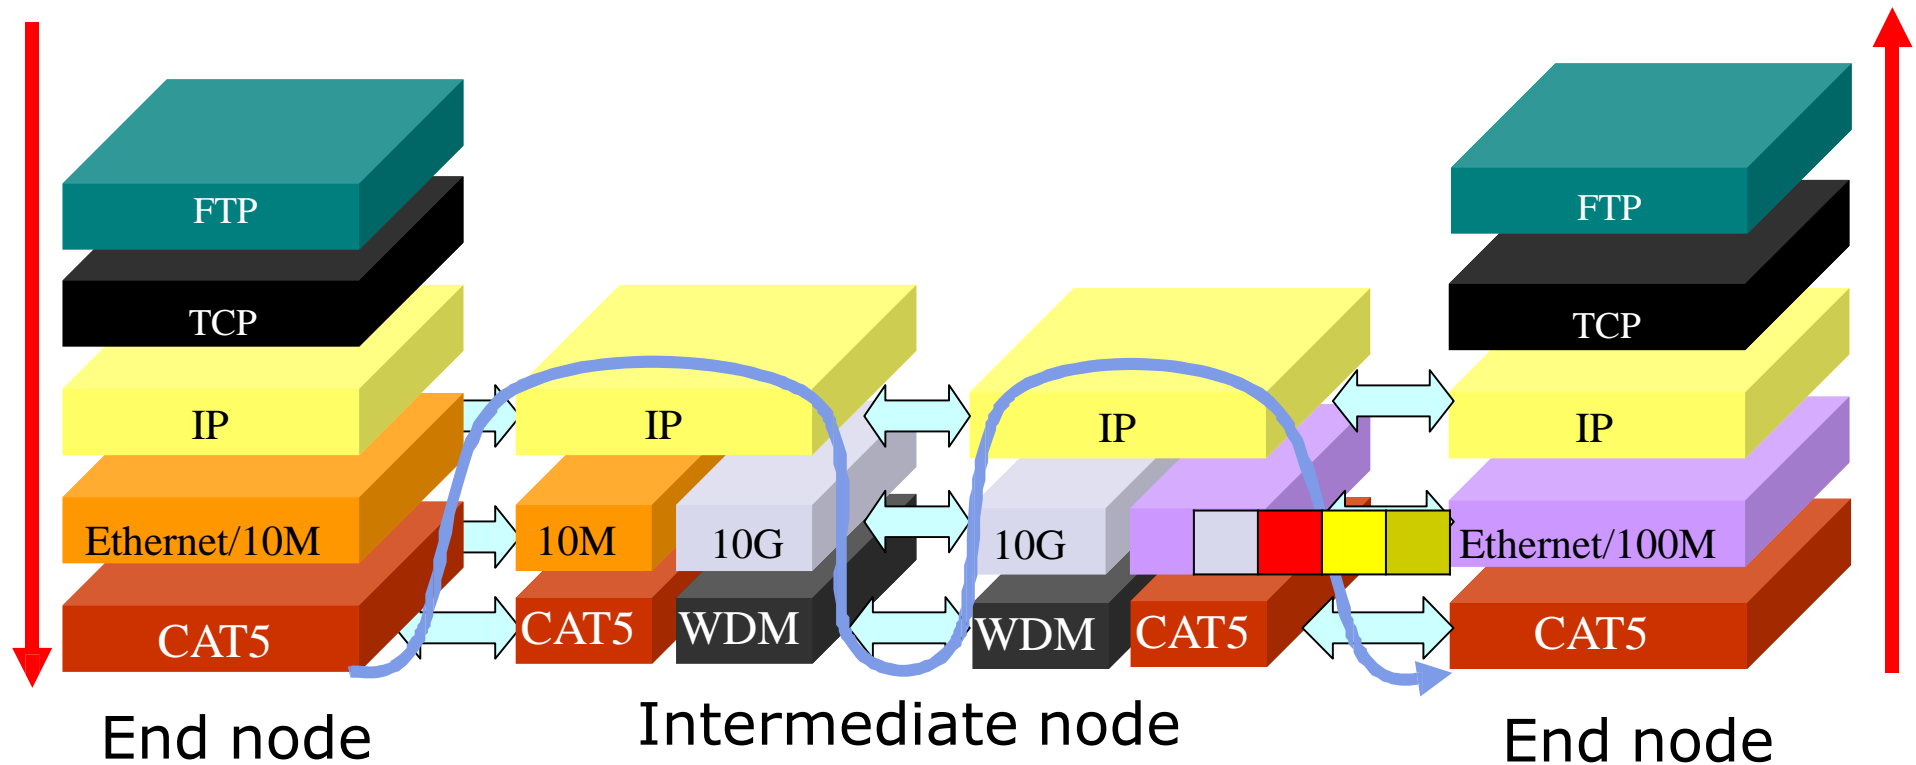 FTP
TCP
IP
Ethernet/10M
CAT5
End node
IP
10M
10G
CAT5
WDM
IP
10G
WDM
CAT5
Intermediate node
FTP
TCP
IP
Ethernet/100M
CAT5
End node